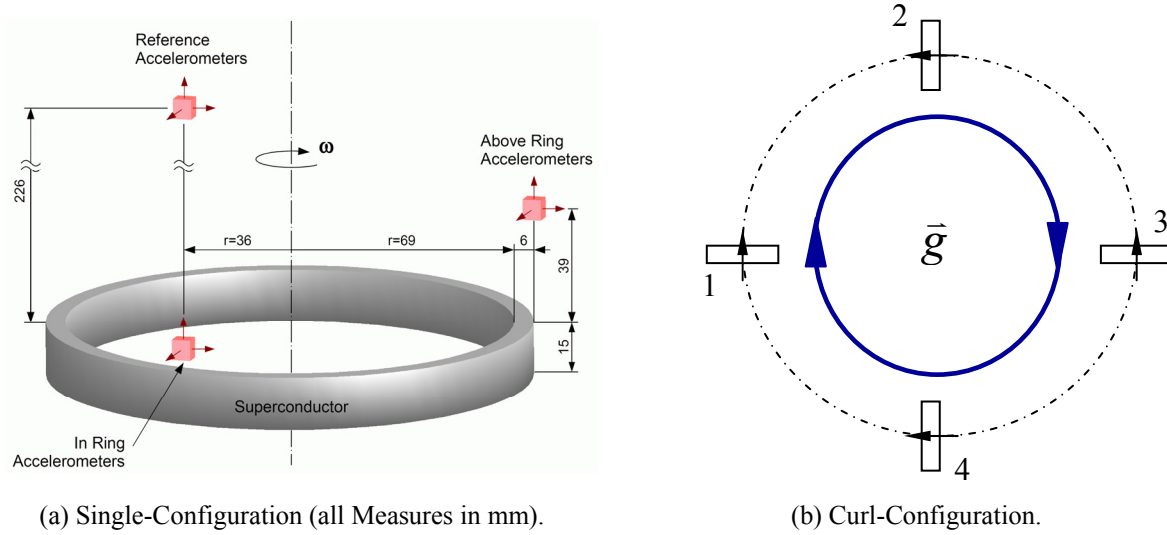 Reference
Accelerometers
ω
Above Ring
Accelerometers
226
r=36
r=69
6
39
15
Superconductor
In Ring
Accelerometers
(a) Single-Configuration (all Measures in mm).
2
3
g⃗
1
4
(b) Curl-Configuration.